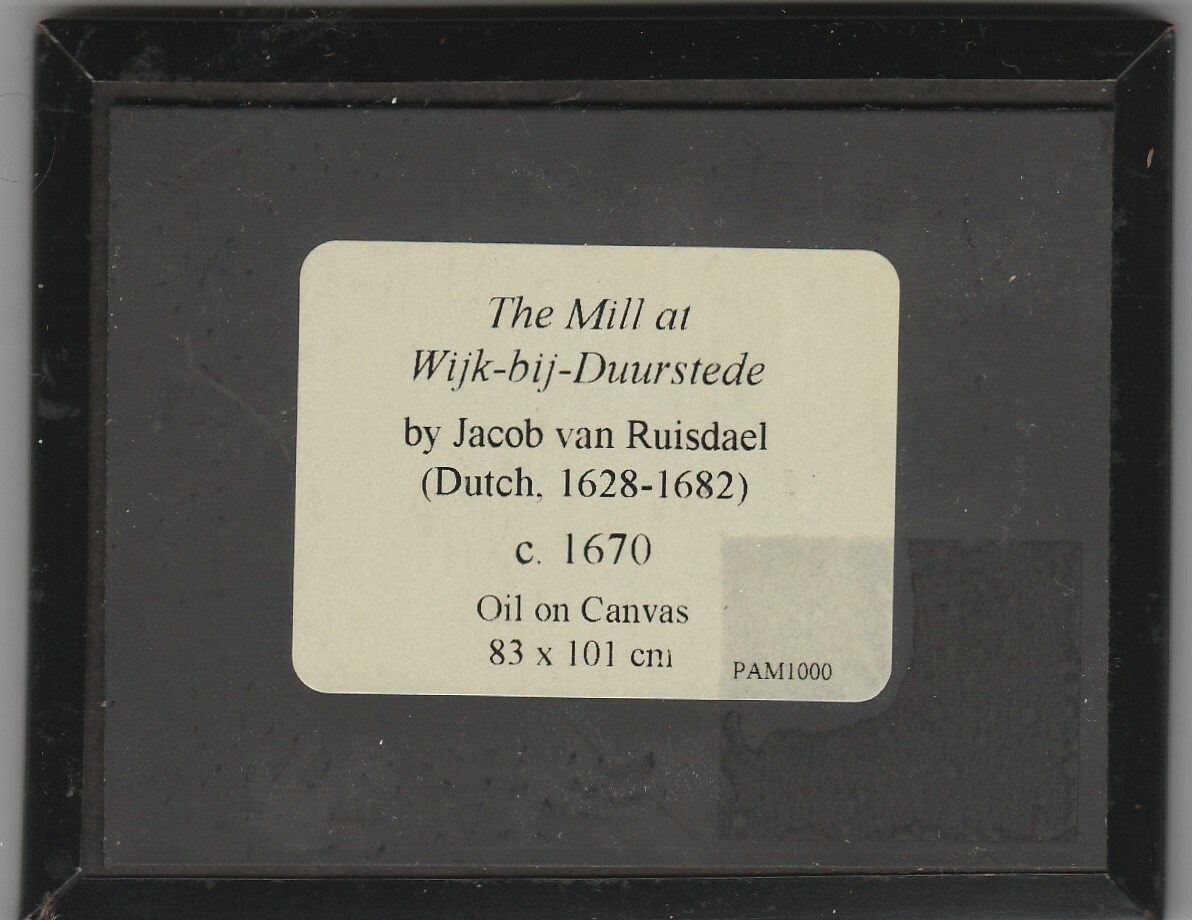 The Mill at
Wijk-bij-Duurstede
by Jacob van Ruisdael
(Dutch, 1628-1682)
c. 1670
Oil on Canvas
83 x 101 cm
PAM1000